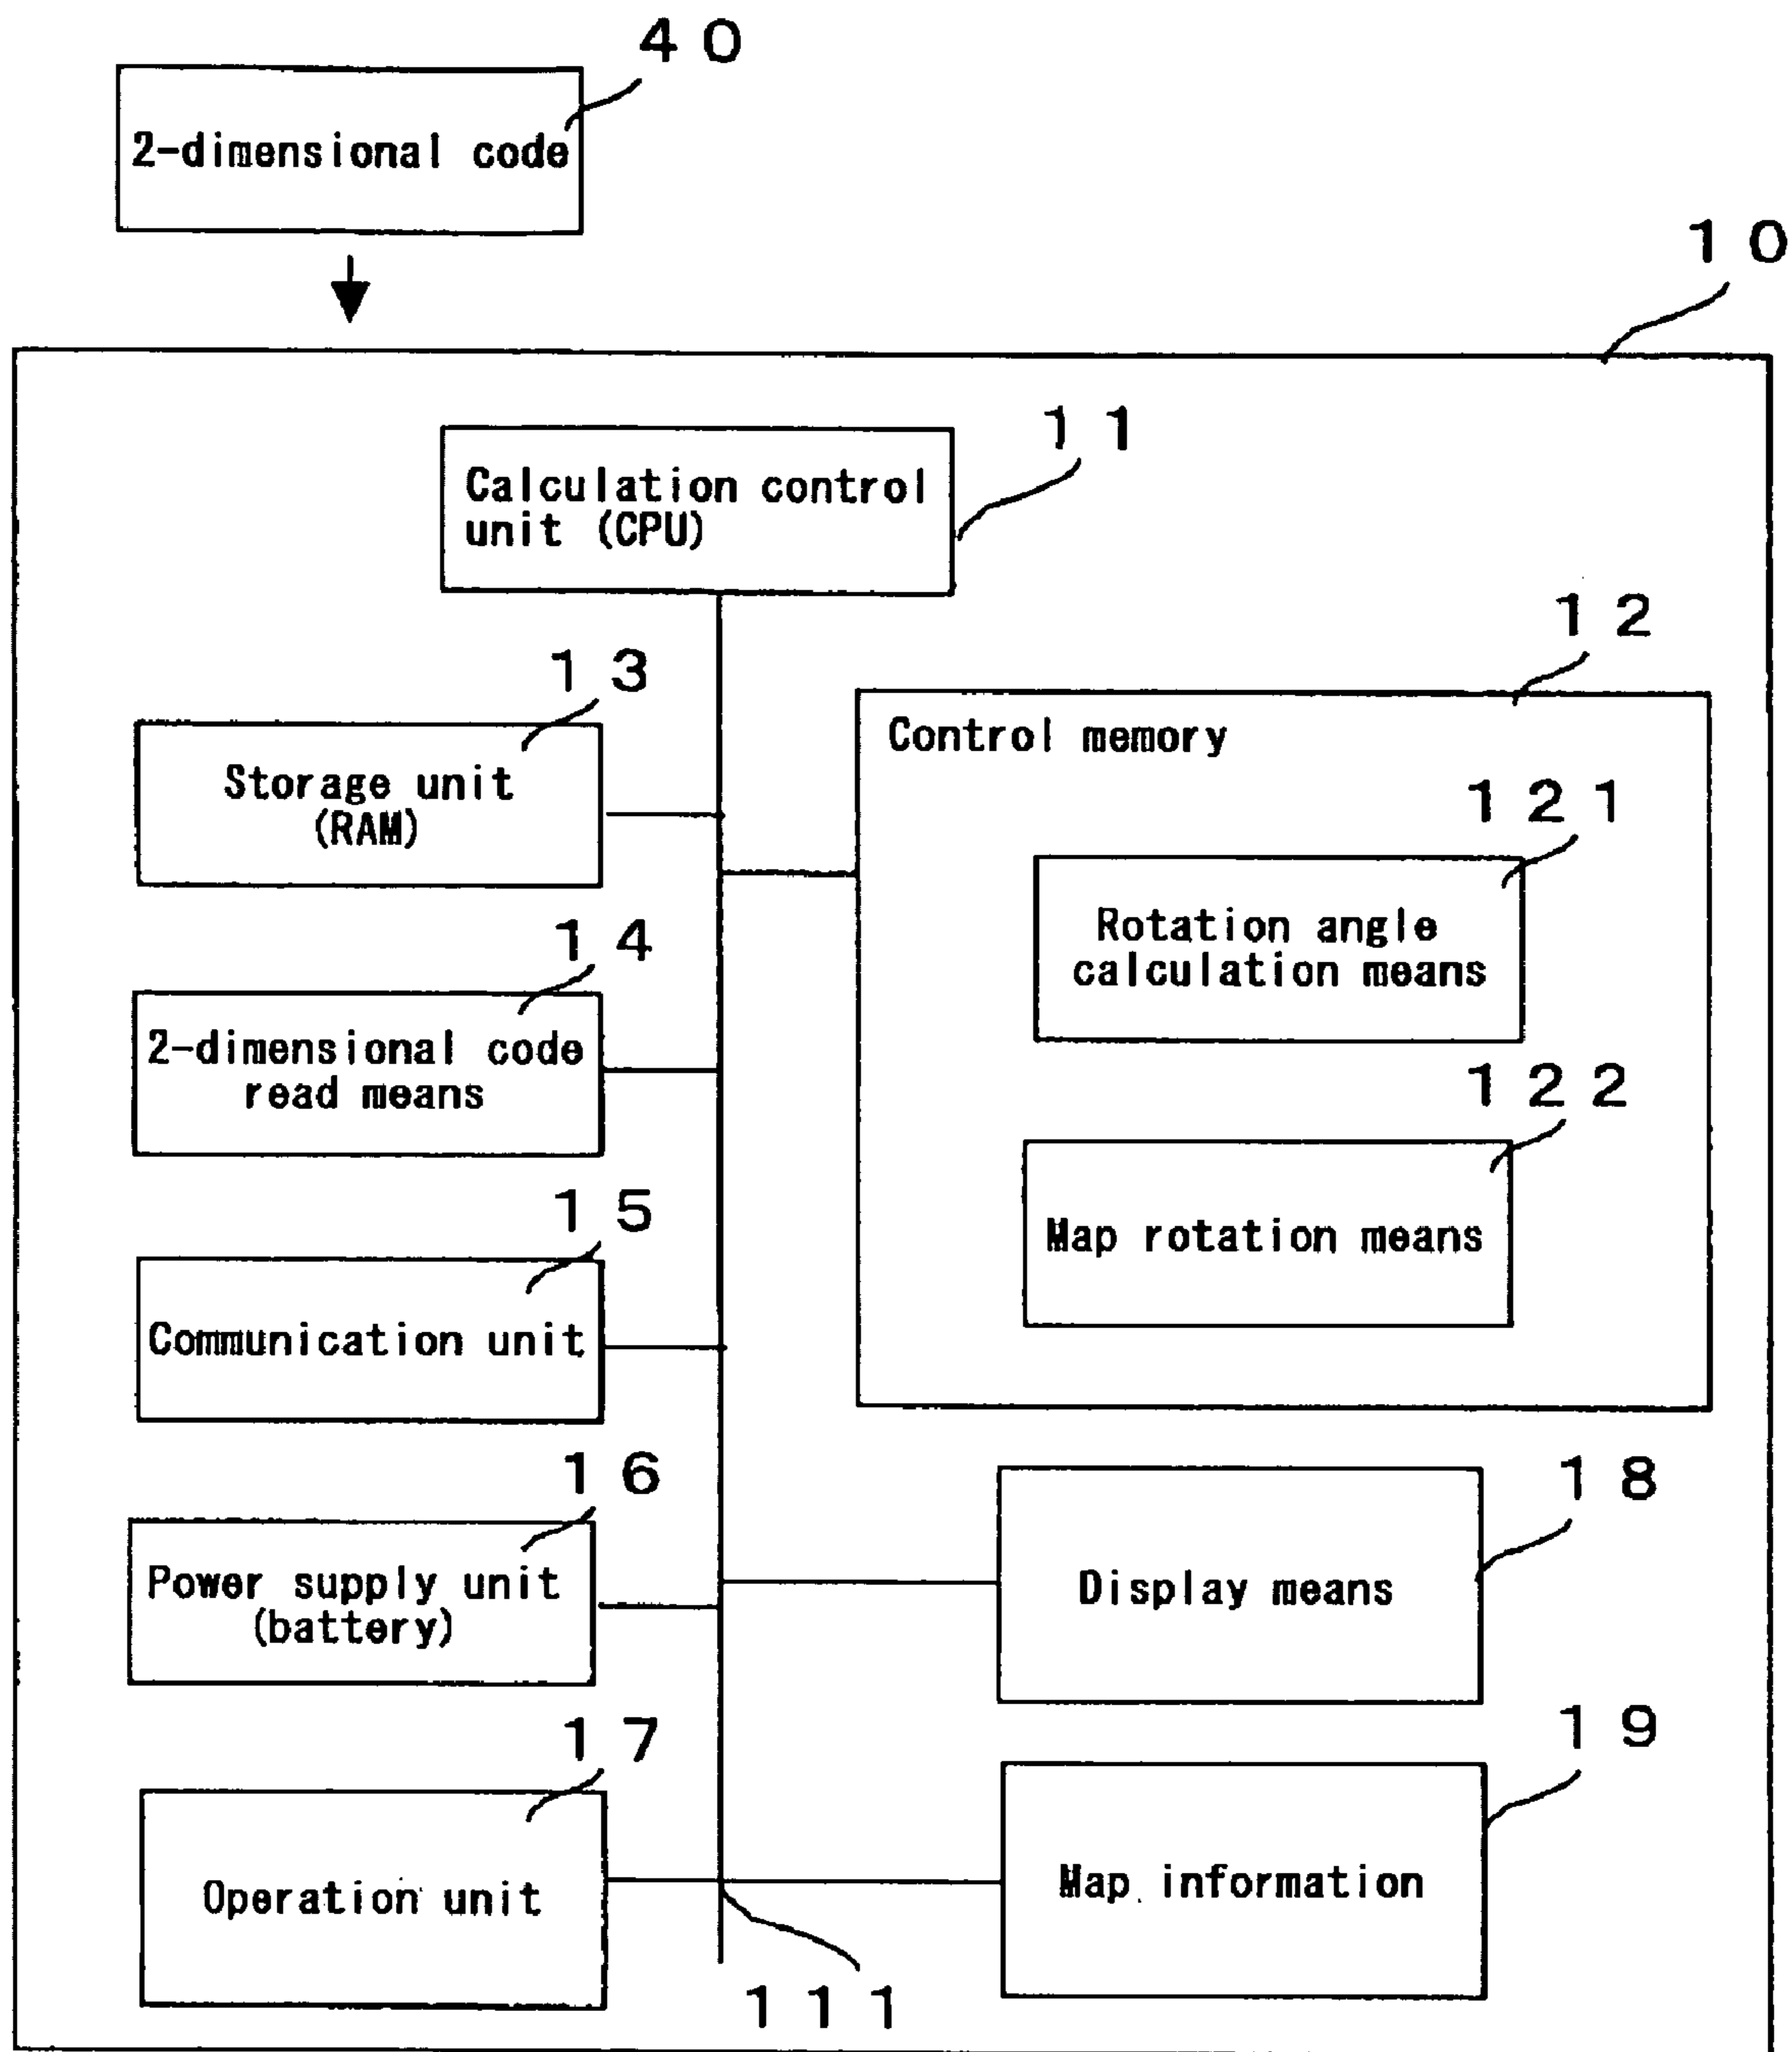 40
2-dimensional code
10
11
Calculation control
unit (CPU)
12
13
Control memory
Storage unit
(RAM)
121
Rotation angle
calculation means
14
2-dimensional code
read means
122
Map rotation means
15
Communication unit
16
18
Power supply unit
(battery)
Display means
17
19
Operation unit
Map information
111